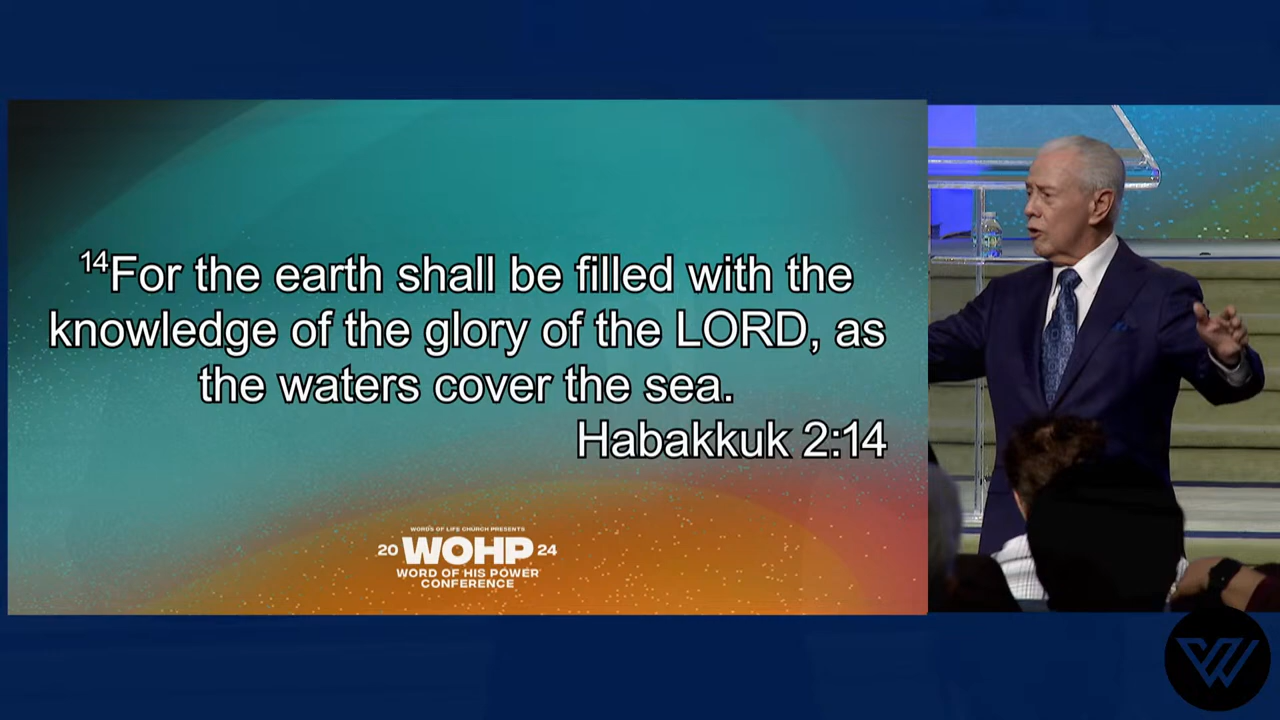 14For the earth shall be filled with the
knowledge of the glory of the LORD, as
the waters cover the sea.
Habakkuk 2:14
WORDS OF LIFE CHURCH PRESENTS
20 WOHP 24
WORD OF HIS POWER
CONFERENCE